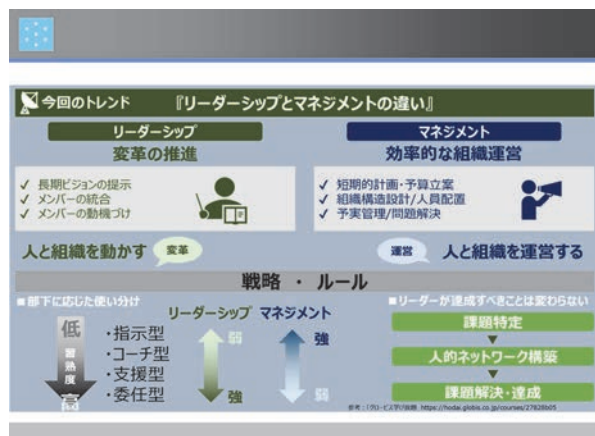 今回のトレンド 『リーダーシップとマネジメントの違い』
リーダーシップ
変革の推進
✓ 長期ビジョンの提示
✓ メンバーの統合
✓ メンバーの動機づけ
人と組織を動かす 変革
マネジメント
効率的な組織運営
✓ 短期的計画・予算立案
✓ 組織構造設計/人員配置
✓ 予実管理/問題解決
運営 人と組織を運営する
戦略 ・ ルール
■部下に応じた使い分け
低
習熟度
高
・指示型
・コーチ型
・支援型
・委任型
リーダーシップ マネジメント
弱 強
強 弱
■リーダーが達成すべきことは変わらない
課題特定
人的ネットワーク構築
課題解決・達成
https://hodai.globis.co.jp/courses/27828b05